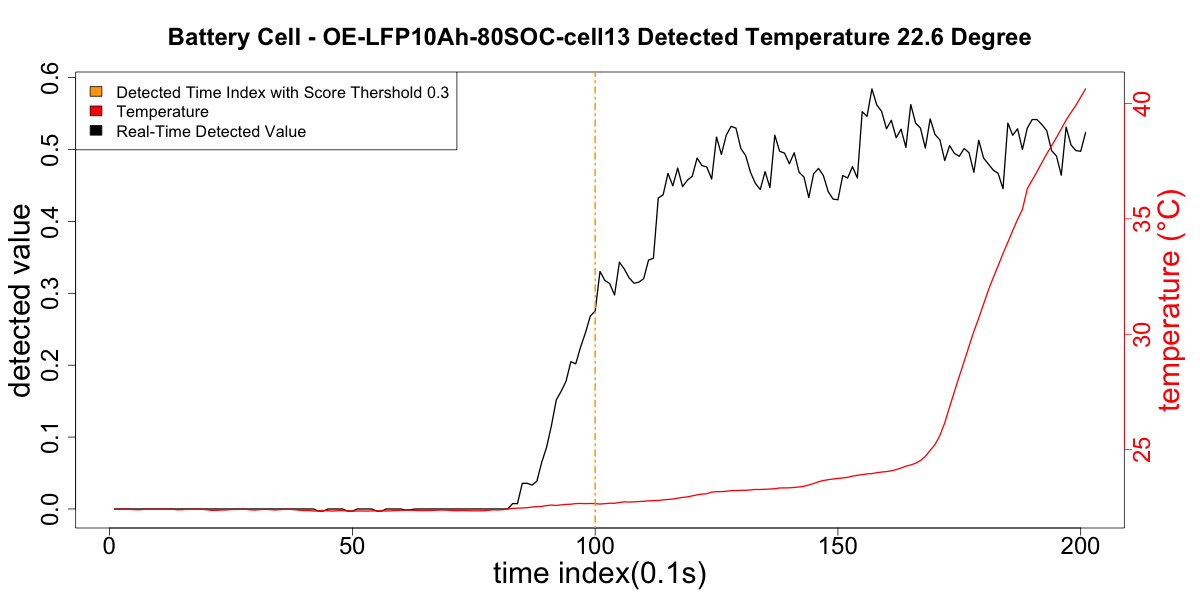 Battery Cell - OE-LFP10Ah-80SOC-cell13 Detected Temperature 22.6 Degree
Detected Time Index with Score Thershold 0.3
Temperature
Real-Time Detected Value
detected value
0.6
0.5
0.4
0.3
0.2
0.1
0.0
40
35
30
25
temperature (°C)
0 50 100 150 200
time index(0.1s)